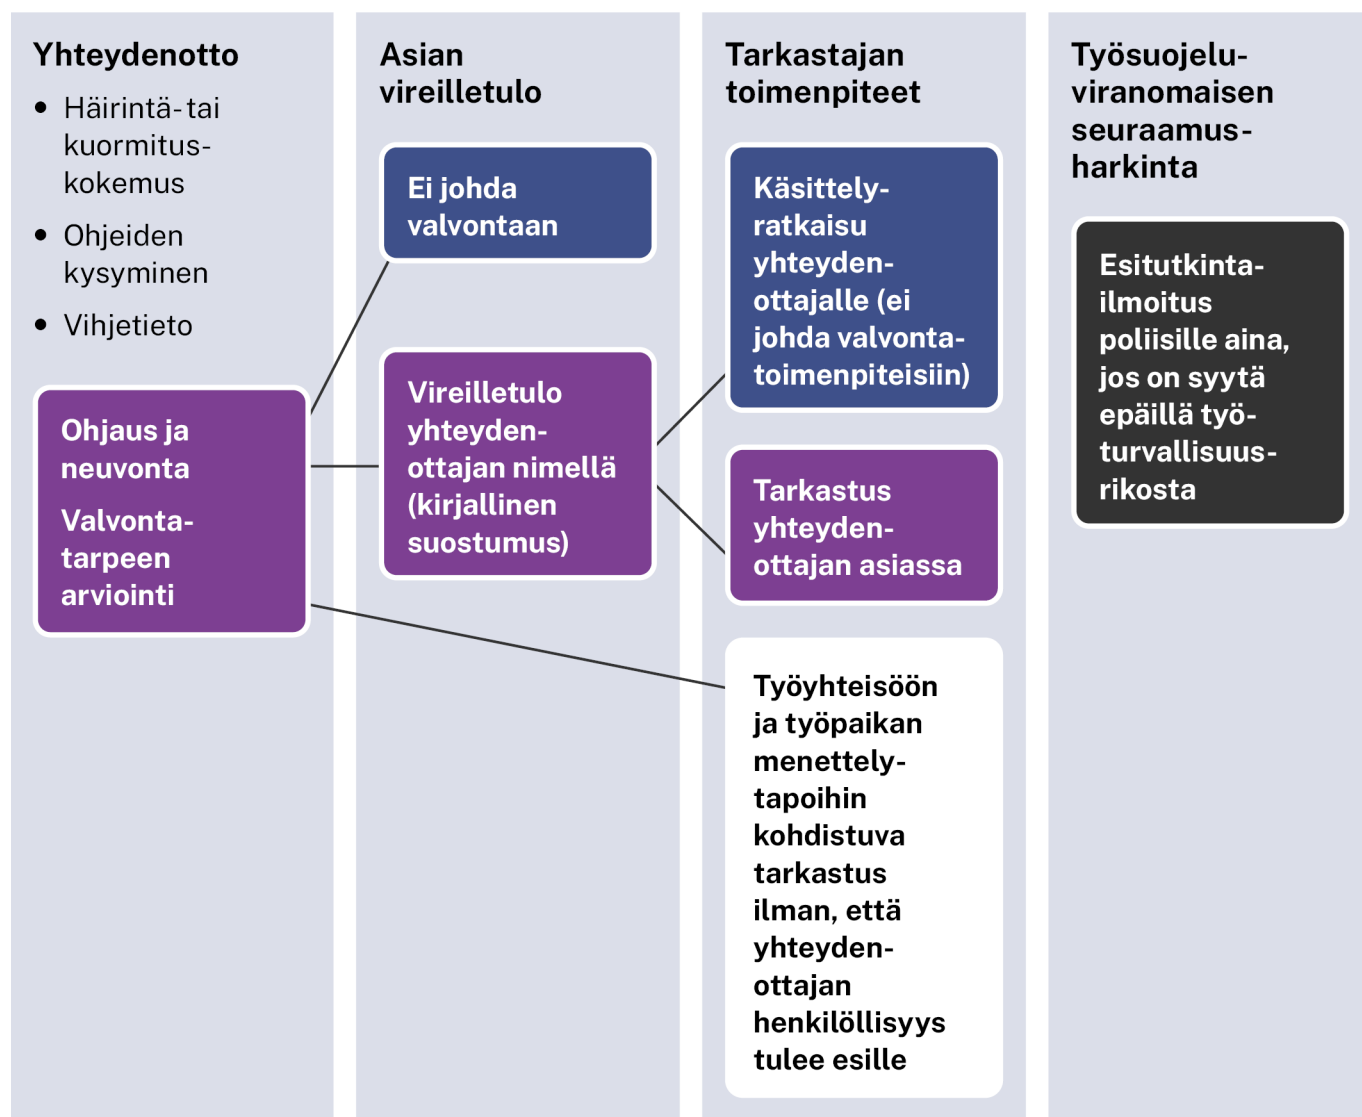 Yhteydenotto
• Häirintä- tai
kuormitus-
kokemus
• Ohjeiden
kysyminen
• Vihjetieto
Ohjaus ja
neuvonta
Valvonta-
tarpeen
arviointi
Asian
vireilletulo
Ei johda
valvontaan
Vireilletulo
yhteyden-
ottajan nimellä
(kirjallinen
suostumus)
Tarkastajan
toimenpiteet
Käsittely-
ratkaisu
yhteyden-
ottajalle (ei
johda valvonta-
toimenpiteisiin)
Tarkastus
yhteyden-
ottajan asiassa
Työyhteisöön
ja työpaikan
menettely-
tapoihin
kohdistuva
tarkastus
ilman, että
yhteyden-
ottajan
henkilöllisyys
tulee esille
Työsuojelu-
viranomaisen
seuraamus-
harkinta
Esitutkinta-
ilmoitus
poliisille aina,
jos on syytä
epäillä työ-
turvallisuus-
rikosta